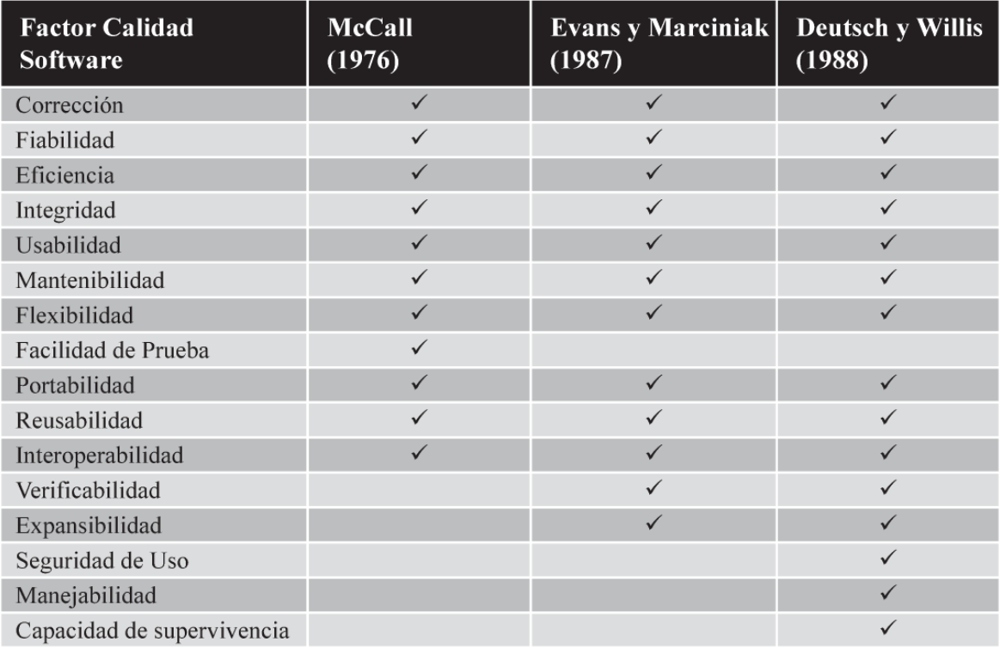 Factor Calidad Software McCall (1976) Evans y Marciniak (1987) Deutsch y Willis (1988)
Corrección ✓ ✓ ✓
Fiabilidad ✓ ✓ ✓
Eficiencia ✓ ✓ ✓
Integridad ✓ ✓ ✓
Usabilidad ✓ ✓ ✓
Mantenibilidad ✓ ✓ ✓
Flexibilidad ✓ ✓ ✓
Facilidad de Prueba ✓
Portabilidad ✓ ✓ ✓
Reusabilidad ✓ ✓ ✓
Interoperabilidad ✓ ✓ ✓
Verificabilidad ✓ ✓
Expansibilidad ✓ ✓
Seguridad de Uso ✓
Manejabilidad ✓
Capacidad de supervivencia ✓